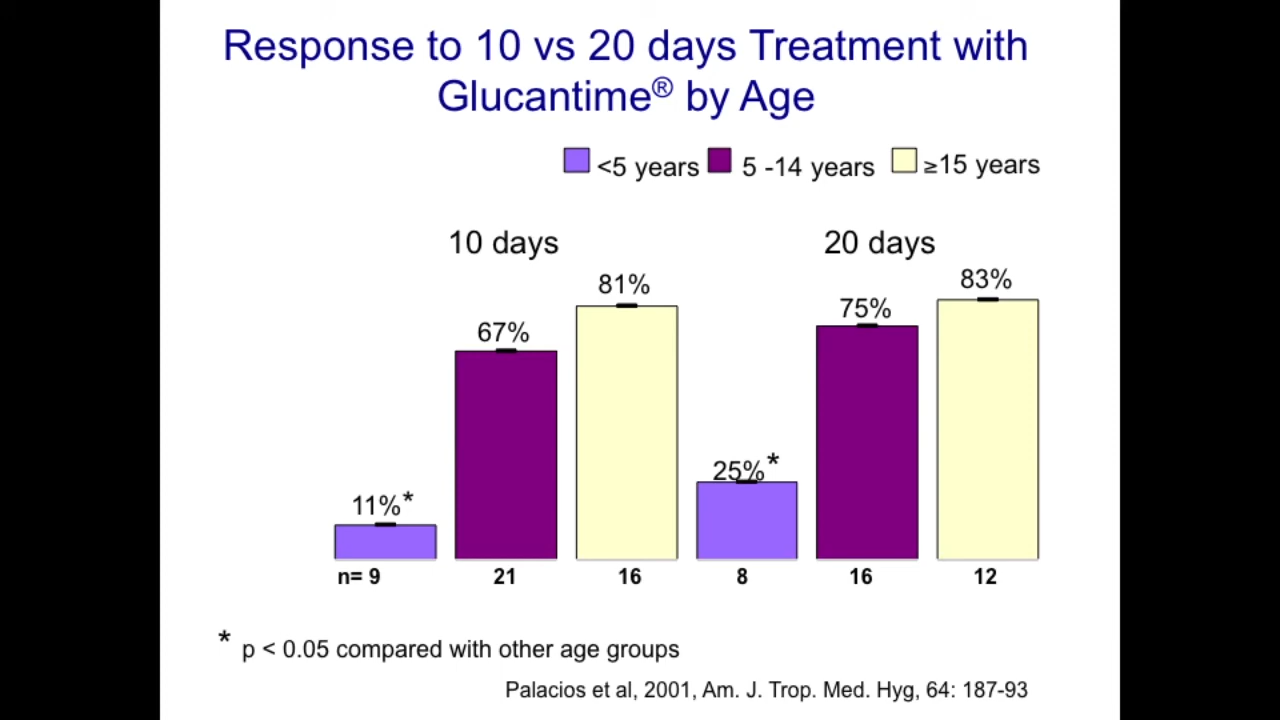 Response to 10 vs 20 days Treatment with
Glucantime® by Age
<5 years 5 -14 years ≥15 years
10 days 20 days
81% 83%
67% 75%
11%* 25%*
n= 9 21 16 8 16 12
* p < 0.05 compared with other age groups
Palacios et al, 2001, Am. J. Trop. Med. Hyg, 64: 187-93